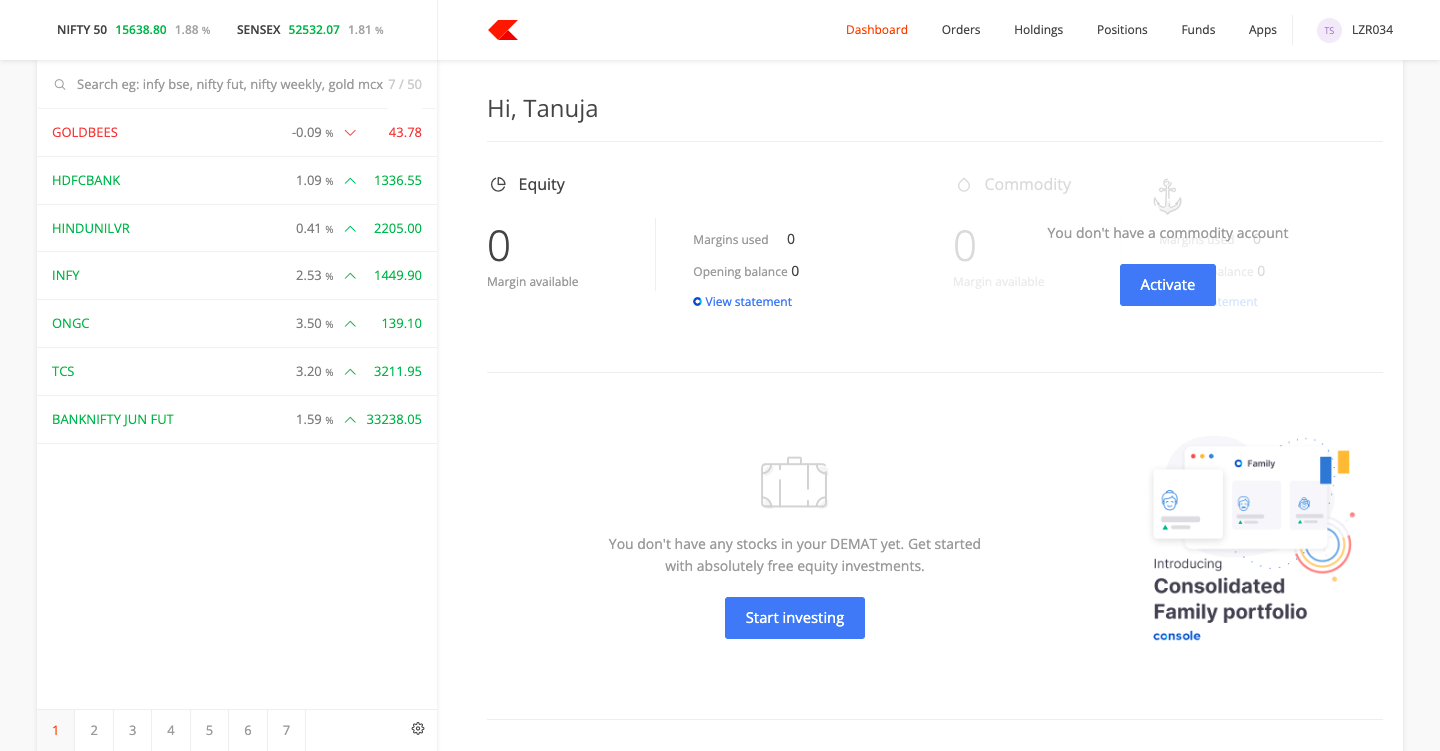 NIFTY 50 15638.80 1.88 % SENSEX 52532.07 1.81 %
Dashboard Orders Holdings Positions Funds Apps TS LZR034
Search eg: infy bse, nifty fut, nifty weekly, gold mcx 7 / 50
GOLDBEES -0.09 % 43.78
HDFCBANK 1.09 % 1336.55
HINDUNILVR 0.41 % 2205.00
INFY 2.53 % 1449.90
ONGC 3.50 % 139.10
TCS 3.20 % 3211.95
BANKNIFTY JUN FUT 1.59 % 33238.05
1 2 3 4 5 6 7
Hi, Tanuja
Equity
0
Margin available
Margins used 0
Opening balance 0
View statement
Commodity
0
Margin available
Margins used 0
alance 0
tement
You don't have a commodity account
Activate
You don't have any stocks in your DEMAT yet. Get started
with absolutely free equity investments.
Start investing
Family
Introducing
Consolidated
Family portfolio
console